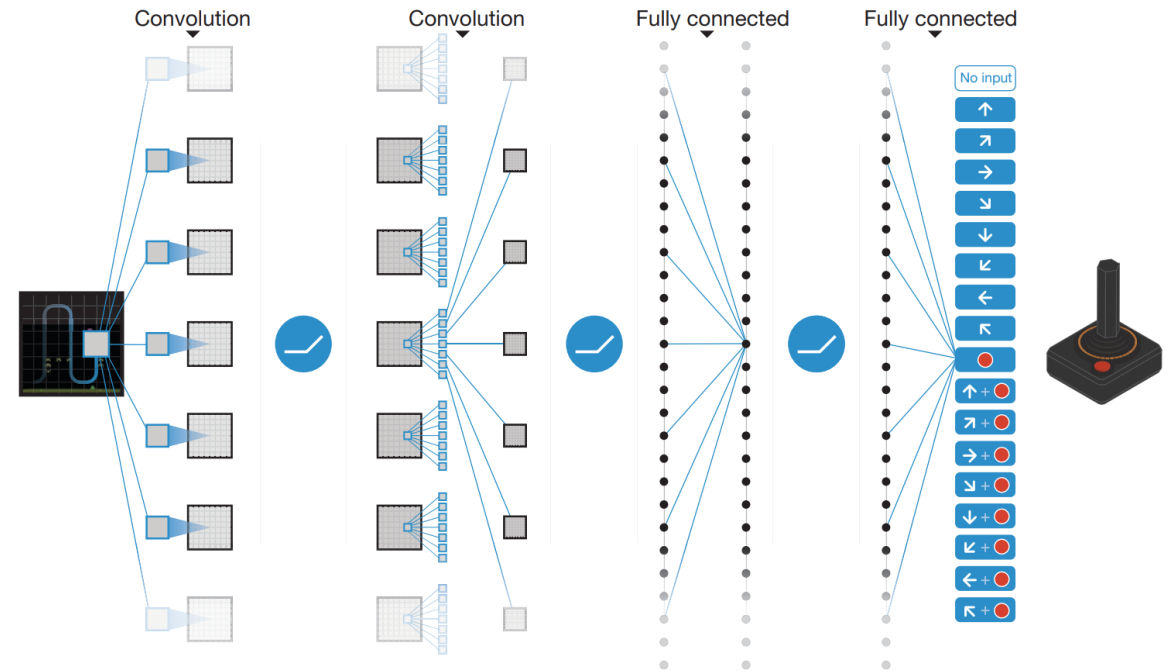 Convolution
Convolution
Fully connected
Fully connected
No input
+
+
+
+
+
+
+
+